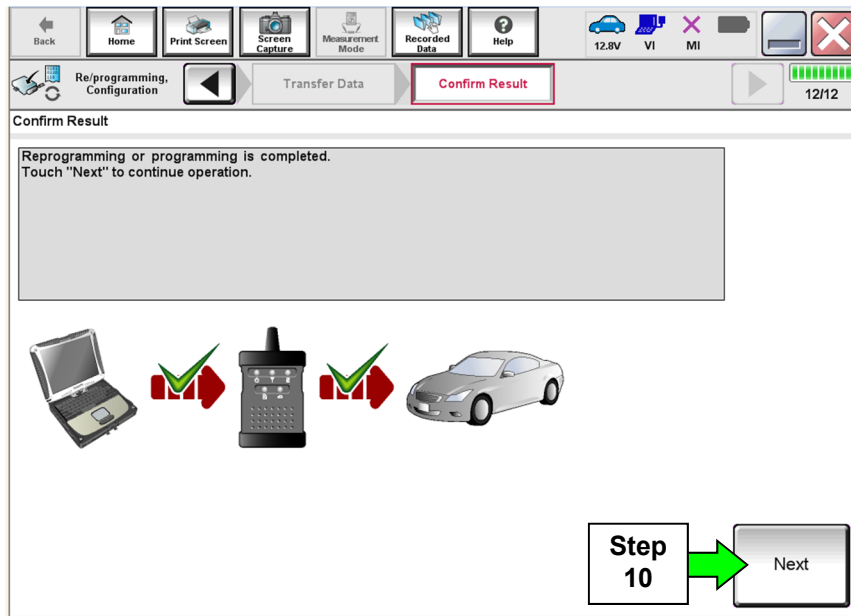 Back
Home
Print Screen
Screen
Capture
Measurement
Mode
Recorded
Data
Help
12.8V
VI
MI
Re/programming,
Configuration
Transfer Data
Confirm Result
12/12
Confirm Result
Reprogramming or programming is completed.
Touch "Next" to continue operation.
Step
10
Next